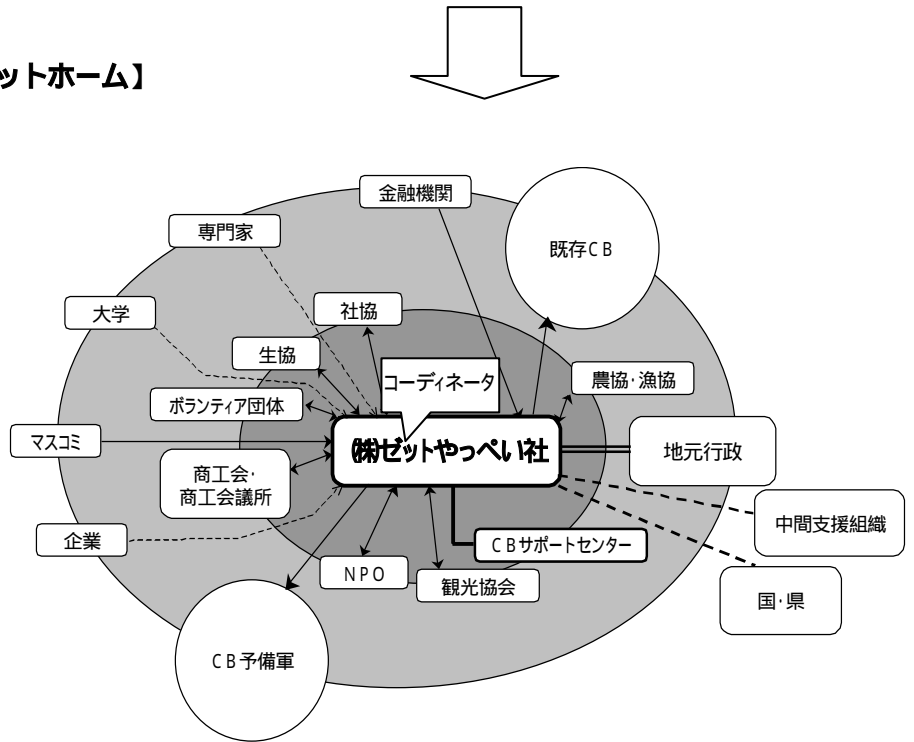 ットホーム】
金融機関
専門家
既存CB
大学
社協
生協
コーディネータ
農協・漁協
ボランティア団体
マスコミ
㈱ゼットやっぺい社
地元行政
商工会・
商工会議所
中間支援組織
企業
CBサポートセンター
NPO
観光協会
国・県
CB予備軍